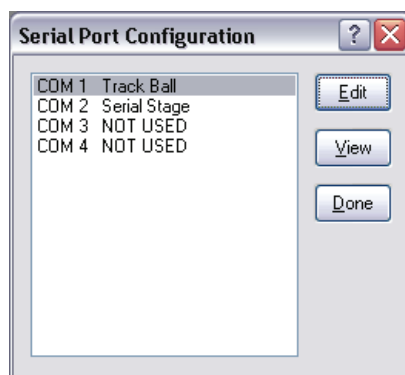 Serial Port Configuration
COM 1 Track Ball
COM 2 Serial Stage
COM 3 NOT USED
COM 4 NOT USED
Edit
View
Done